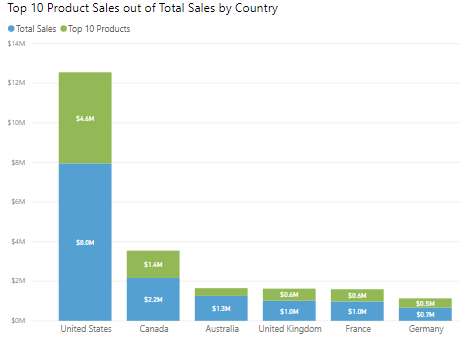 Top 10 Product Sales out of Total Sales by Country
Total Sales Top 10 Products
$14M
$12M
$10M
$8M
$6M
$4M
$2M
$0M
$4.6M
$8.0M
$1.4M
$2.2M
$1.3M
$0.6M
$1.0M
$0.6M
$1.0M
$0.5M
$0.7M
United States Canada Australia United Kingdom France Germany